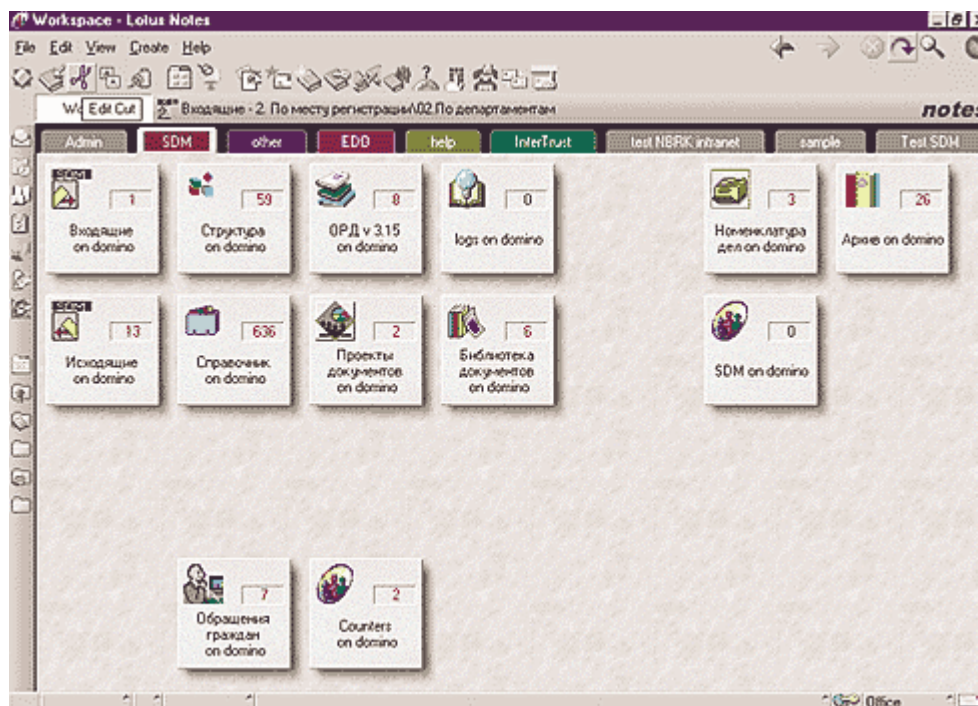 Workspace - Lotus Notes
File Edit View Create Help
Edit Cut
Входящие - 2. По месту регистрации\02.По департаментам
notes
Admin SDM other EDO help InterTrust test NBRK intranet sample Test SDM
SDM
1
Входящие
on domino
59
Структура
on domino
8
ОРД v 3.15
on domino
0
logs on domino
3
Номенклатура
дел on domino
26
Архив on domino
SDM
13
Исходящие
on domino
636
Справочник
on domino
2
Проекты
документов
on domino
6
Библиотека
документов
on domino
0
SDM on domino
7
Обращения
граждан
on domino
2
Counters
on domino
Office